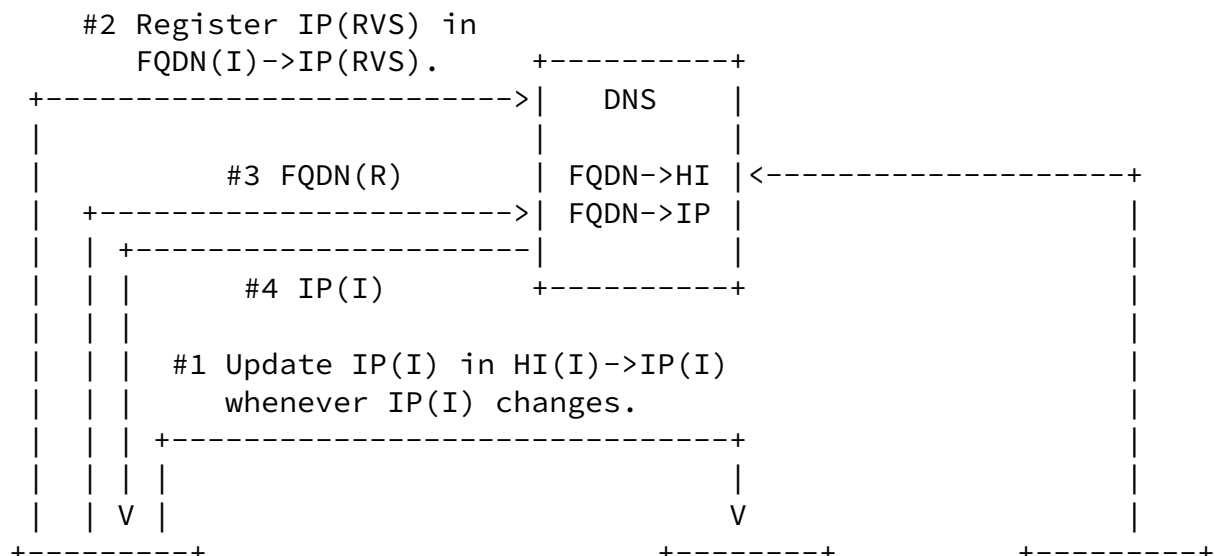 #2 Register IP(RVS) in
FQDN(I)->IP(RVS).
DNS
#3 FQDN(R)
FQDN->HI
FQDN->IP
#4 IP(I)
#1 Update IP(I) in HI(I)->IP(I)
whenever IP(I) changes.